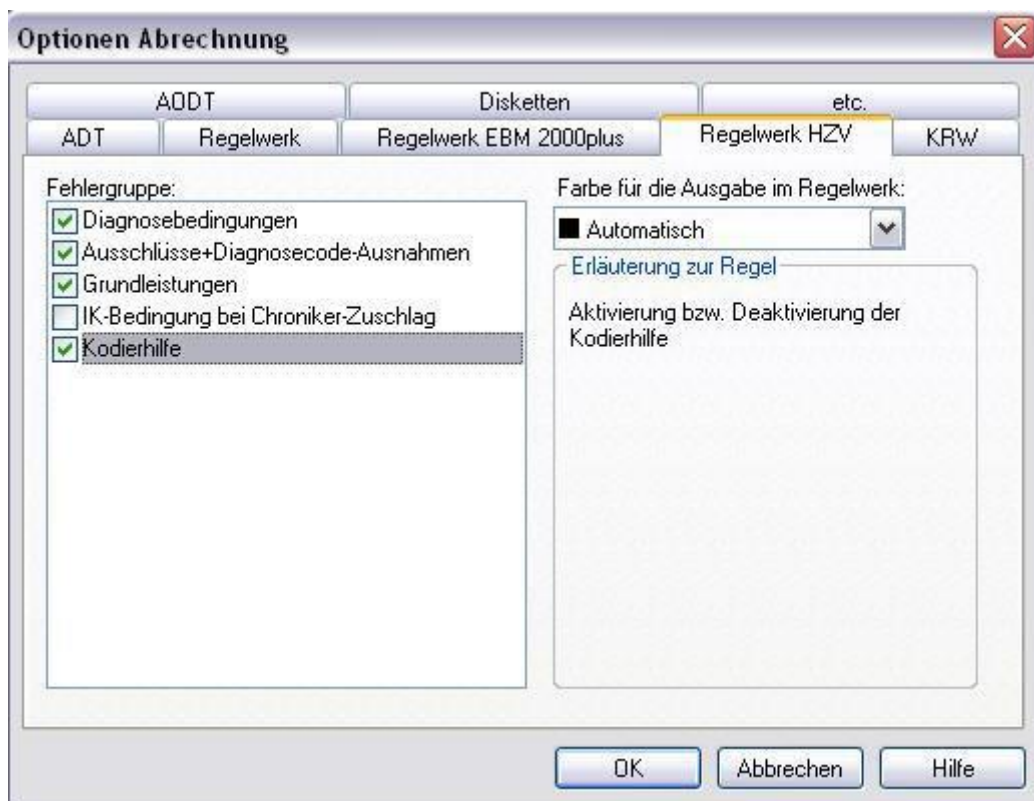 Optionen Abrechnung
AODT
Disketten
etc.
ADT
Regelwerk
Regelwerk EBM 2000plus
Regelwerk HZV
KRW
Fehlergruppe:
Diagnosebedingungen
Ausschlüsse+Diagnosecode-Ausnahmen
Grundleistungen
IK-Bedingung bei Chroniker-Zuschlag
Kodierhilfe
Farbe für die Ausgabe im Regelwerk:
Automatisch
Erläuterung zur Regel
Aktivierung bzw. Deaktivierung der
Kodierhilfe
OK
Abbrechen
Hilfe